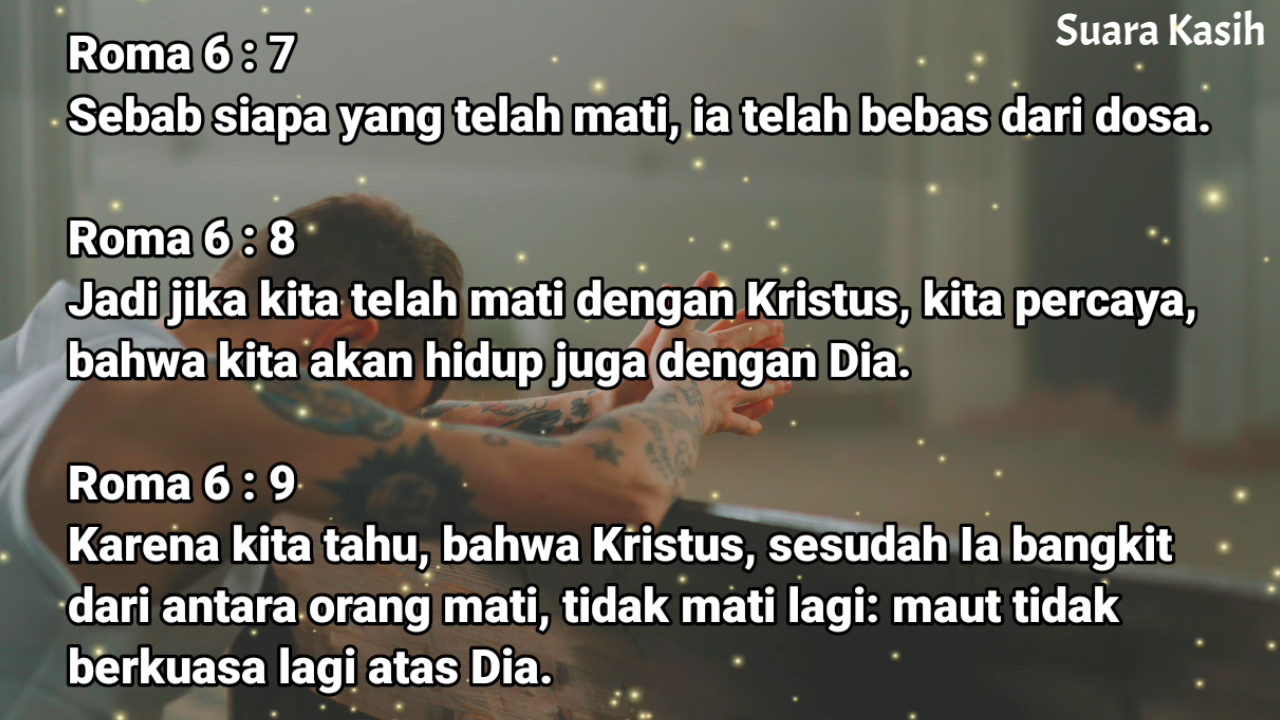 Suara Kasih
Roma 6 : 7
Sebab siapa yang telah mati, ia telah bebas dari dosa.
Roma 6 : 8
Jadi jika kita telah mati dengan Kristus, kita percaya,
bahwa kita akan hidup juga dengan Dia.
Roma 6 : 9
Karena kita tahu, bahwa Kristus, sesudah Ia bangkit
dari antara orang mati, tidak mati lagi: maut tidak
berkuasa lagi atas Dia.